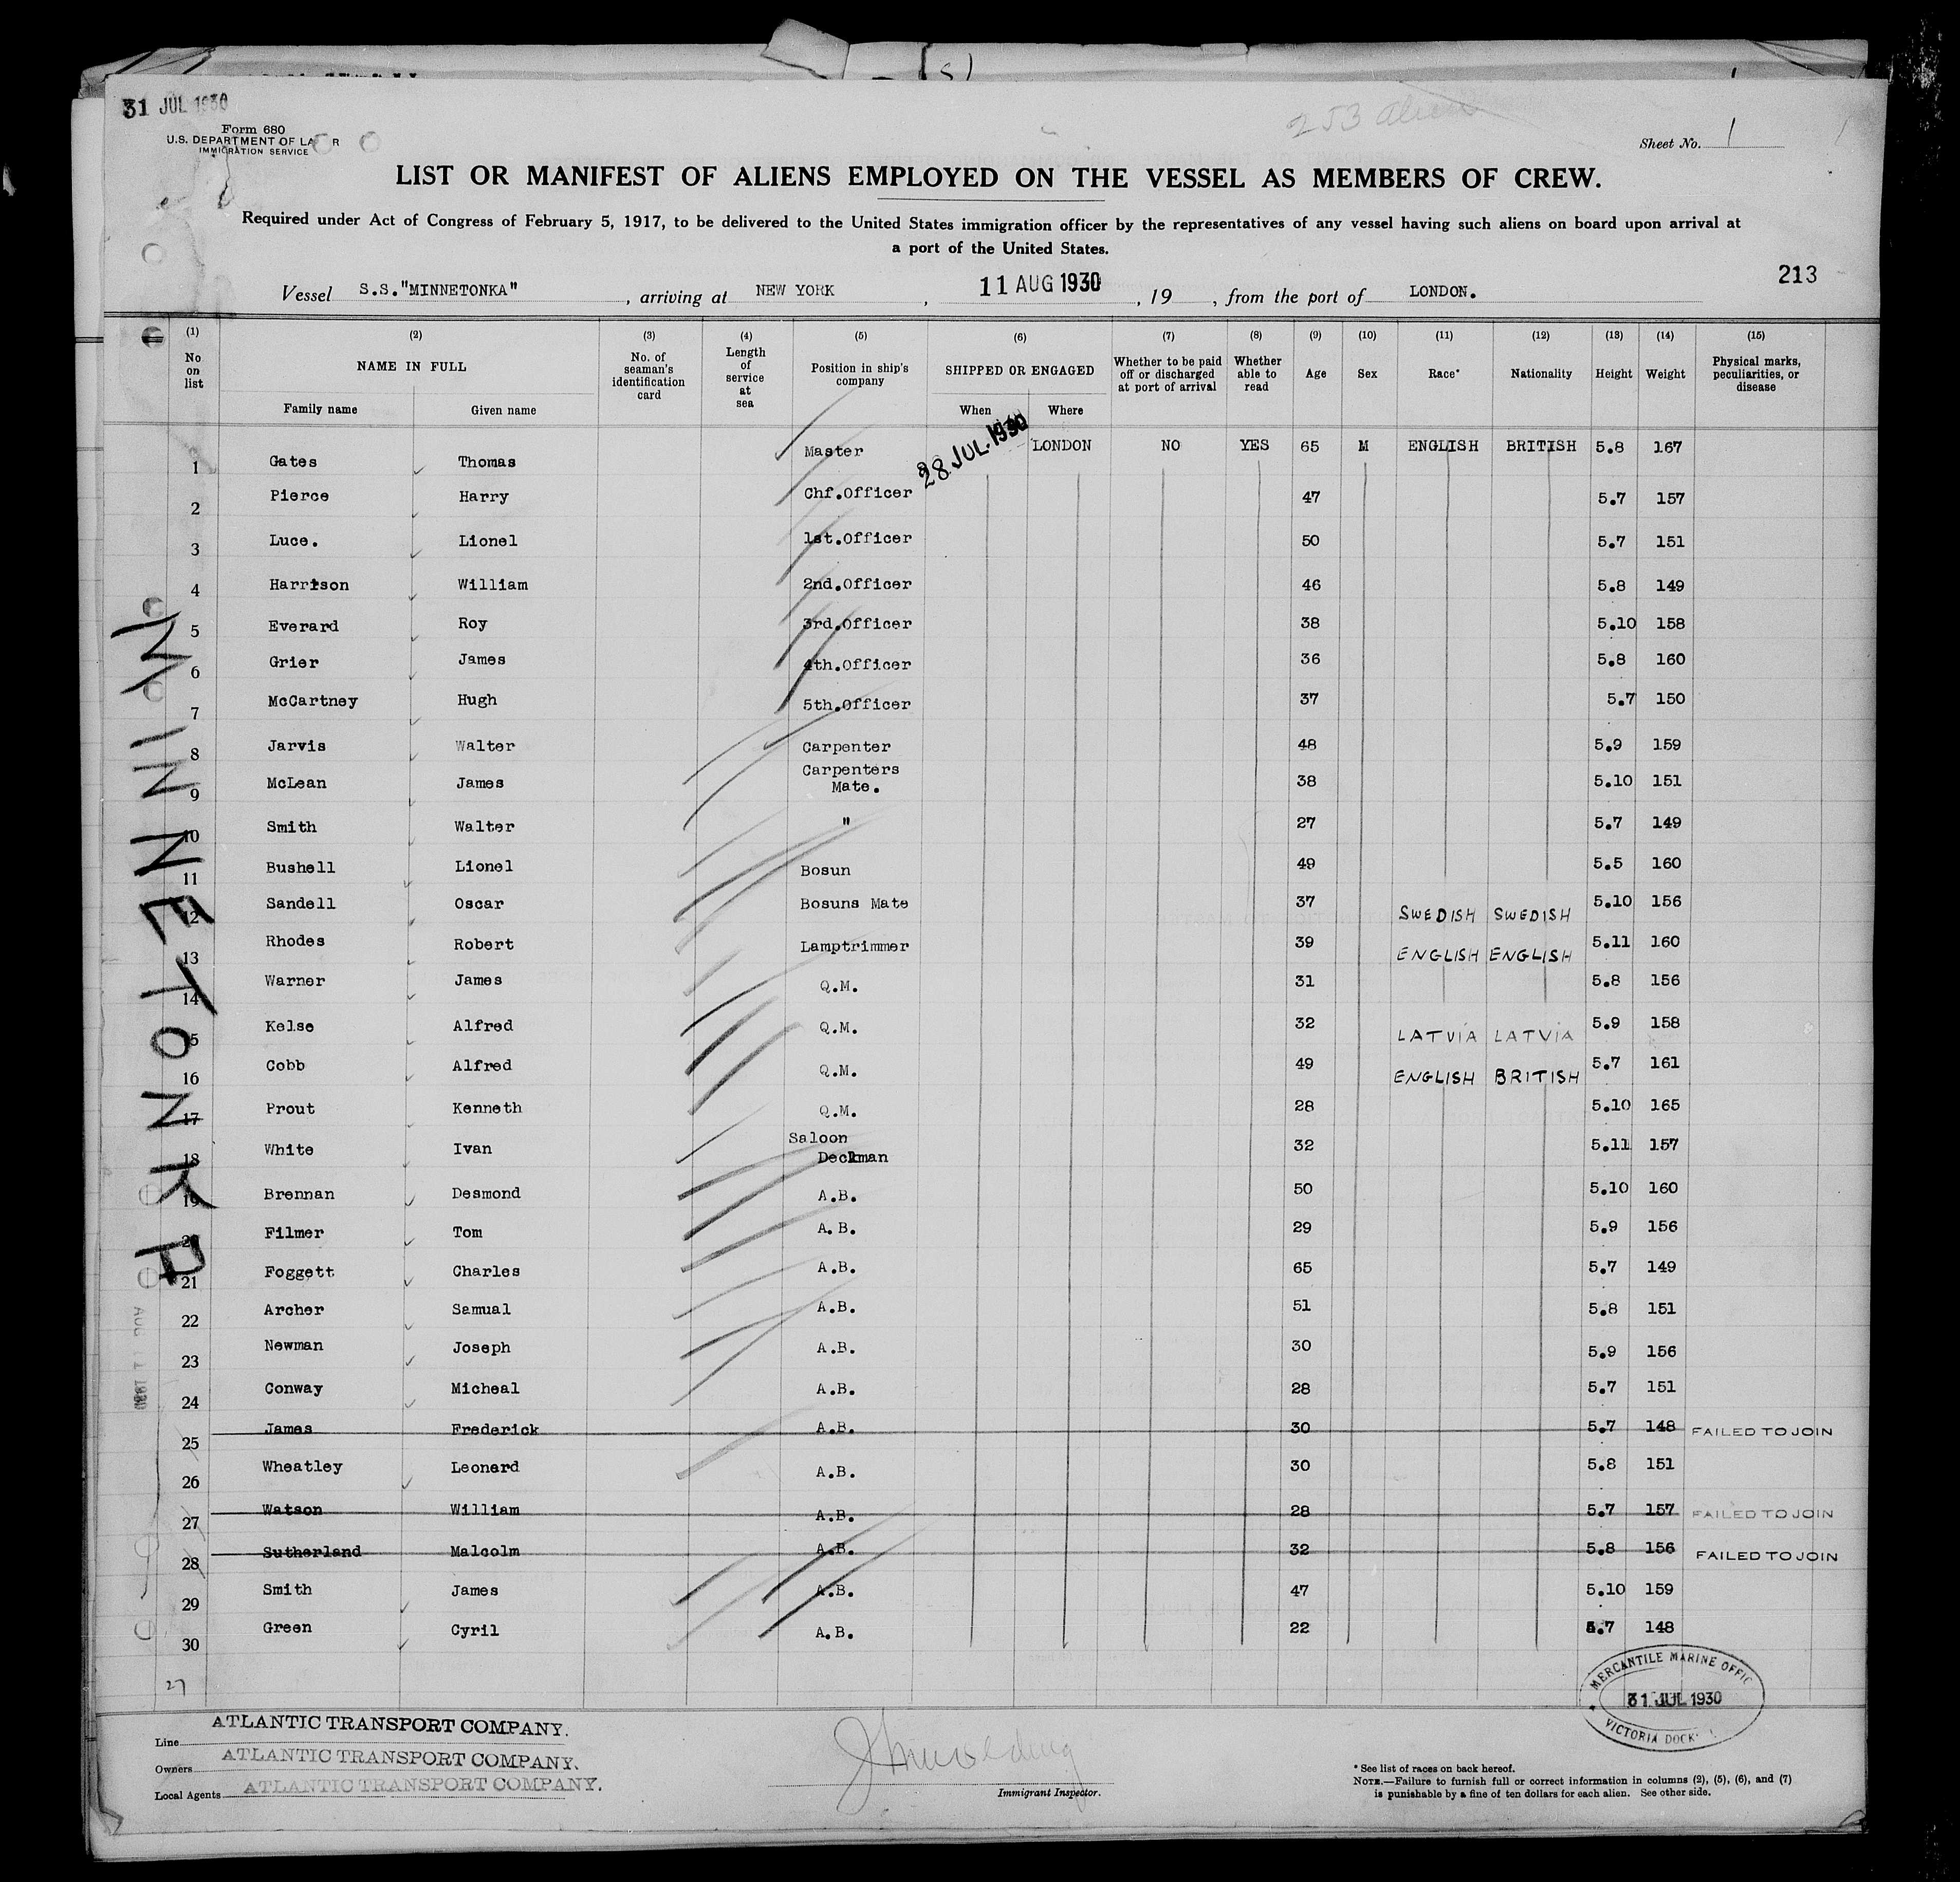 31 JUL 1930
Form 680
U.S. DEPARTMENT OF LABOR
IMMIGRATION SERVICE
253 Aliens
Sheet No. 1
LIST OR MANIFEST OF ALIENS EMPLOYED ON THE VESSEL AS MEMBERS OF CREW.
Required under Act of Congress of February 5, 1917, to be delivered to the United States immigration officer by the representatives of any vessel having such aliens on board upon arrival at
a port of the United States.
213
Vessel S.S."MINNETONKA", arriving at NEW YORK, 11 AUG 1930, 19 , from the port of LONDON.
(1) (2) (3) (4) (5) (6) (7) (8) (9) (10) (11) (12) (13) (14) (15)
No on list NAME IN FULL No. of seaman's identification card Length of service at sea Position in ship's company SHIPPED OR ENGAGED Whether to be paid off or discharged at port of arrival Whether able to read Age Sex Race* Nationality Height Weight Physical marks, peculiarities, or disease
Family name Given name When Where
1 Gates Thomas Master 28 JUL. 1930 LONDON NO YES 65 M ENGLISH BRITISH 5.8 167
2 Pierce Harry Chf.Officer 47 5.7 157
3 Luce. Lionel 1st.Officer 50 5.7 151
4 Harrison William 2nd.Officer 46 5.8 149
5 Everard Roy 3rd.Officer 38 5.10 158
6 Grier James 4th.Officer 36 5.8 160
7 McCartney Hugh 5th.Officer 37 5.7 150
8 Jarvis Walter Carpenter 48 5.9 159
9 McLean James Carpenters Mate. 38 5.10 151
10 Smith Walter " 27 5.7 149
11 Bushell Lionel Bosun 49 5.5 160
12 Sandell Oscar Bosuns Mate 37 SWEDISH SWEDISH 5.10 156
13 Rhodes Robert Lamptrimmer 39 ENGLISH ENGLISH 5.11 160
14 Warner James Q.M. 31 5.8 156
15 Kelse Alfred Q.M. 32 LATVIA LATVIA 5.9 158
16 Cobb Alfred Q.M. 49 ENGLISH BRITISH 5.7 161
17 Prout Kenneth Q.M. 28 5.10 165
18 White Ivan Saloon Deckman 32 5.11 157
19 Brennan Desmond A.B. 50 5.10 160
20 Filmer Tom A.B. 29 5.9 156
21 Foggett Charles A.B. 65 5.7 149
22 Archer Samual A.B. 51 5.8 151
23 Newman Joseph A.B. 30 5.9 156
24 Conway Micheal A.B. 28 5.7 151
25 James Frederick A.B. 30 5.7 148 FAILED TO JOIN
26 Wheatley Leonard A.B. 30 5.8 151
27 Watson William A.B. 28 5.7 157 FAILED TO JOIN
28 Sutherland Malcolm A.B. 32 5.8 156 FAILED TO JOIN
29 Smith James A.B. 47 5.10 159
30 Green Cyril A.B. 22 5.7 148
27
MINNETONKA
MERCANTILE MARINE OFFIC
31 JUL 1930
VICTORIA DOCK
Line ATLANTIC TRANSPORT COMPANY.
Owners ATLANTIC TRANSPORT COMPANY.
Local Agents ATLANTIC TRANSPORT COMPANY.
Immigrant Inspector.
* See list of races on back hereof.
NOTE.—Failure to furnish full or correct information in columns (2), (5), (6), and (7)
is punishable by a fine of ten dollars for each alien. See other side.